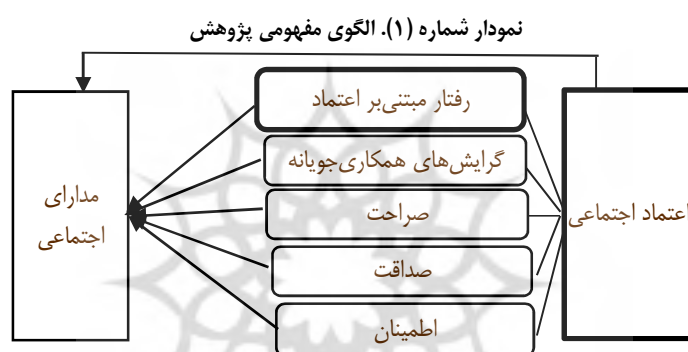 نمودار شماره (۱). الگوی مفهومی پژوهش
اعتماد اجتماعی
رفتار مبتنی‌بر اعتماد
گرایش‌های همکاری‌جویانه
صراحت
صداقت
اطمینان
مدارای
اجتماعی